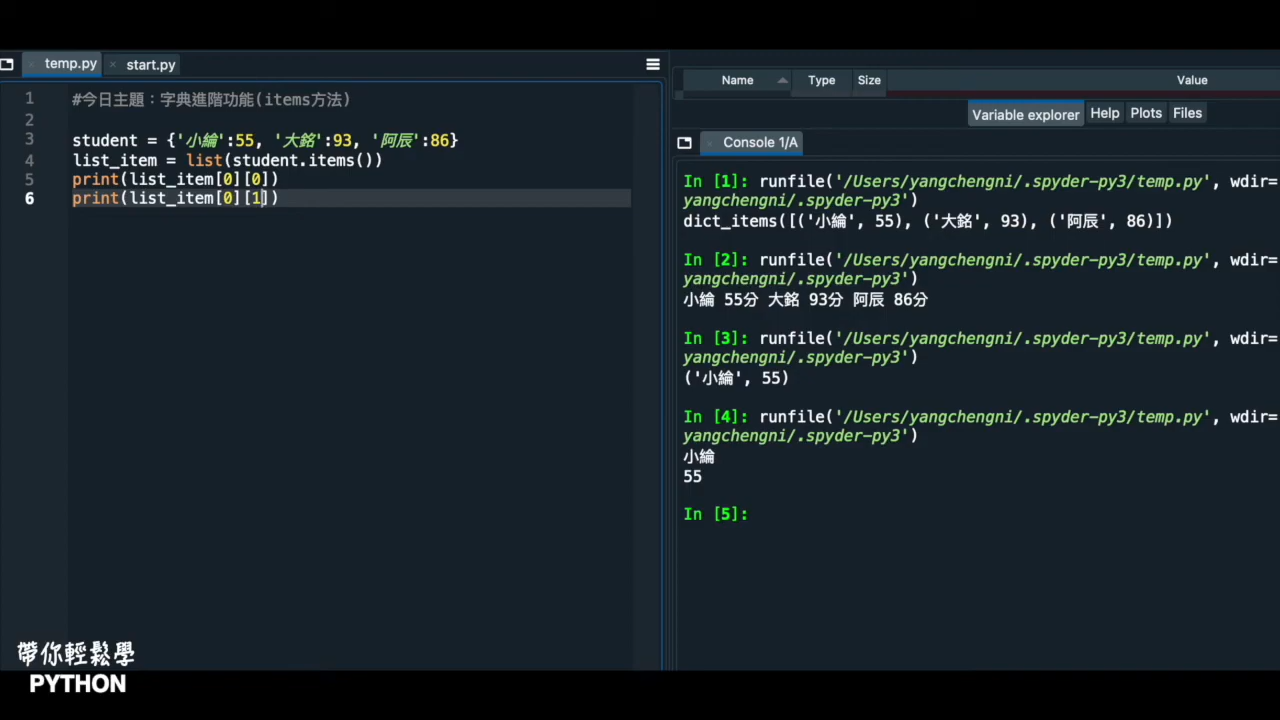 temp.py
start.py
1 #今日主題：字典進階功能(items方法)
2
3 student = {'小綸':55, '大銘':93, '阿辰':86}
4 list_item = list(student.items())
5 print(list_item[0][0])
6 print(list_item[0][1])
Name Type Size Value
Variable explorer Help Plots Files
Console 1/A
In [1]: runfile('/Users/yangchengni/.spyder-py3/temp.py', wdir=
yangchengni/.spyder-py3')
dict_items([('小綸', 55), ('大銘', 93), ('阿辰', 86)])
In [2]: runfile('/Users/yangchengni/.spyder-py3/temp.py', wdir=
yangchengni/.spyder-py3')
小綸 55分 大銘 93分 阿辰 86分
In [3]: runfile('/Users/yangchengni/.spyder-py3/temp.py', wdir=
yangchengni/.spyder-py3')
('小綸', 55)
In [4]: runfile('/Users/yangchengni/.spyder-py3/temp.py', wdir=
yangchengni/.spyder-py3')
小綸
55
In [5]:
帶你輕鬆學
PYTHON